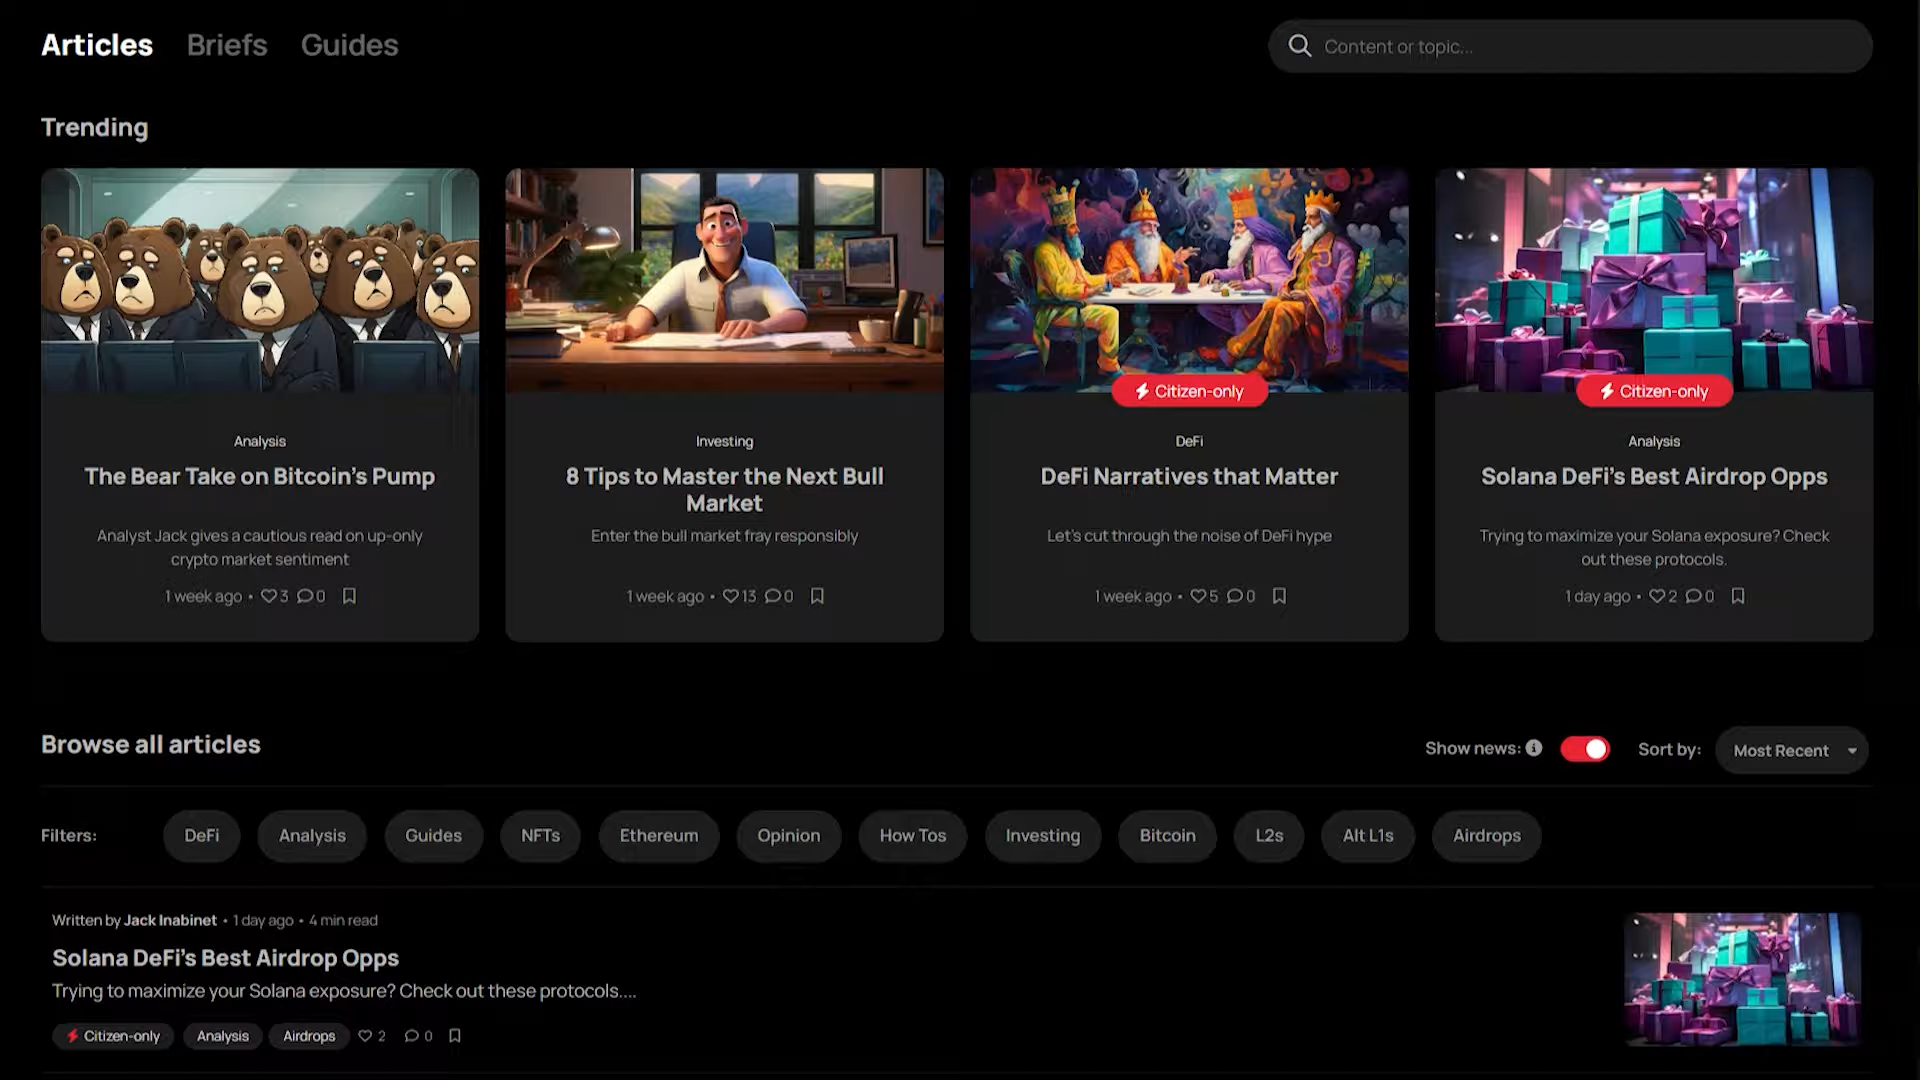 Articles Briefs Guides
Content or topic...
Trending
Analysis
The Bear Take on Bitcoin's Pump
Analyst Jack gives a cautious read on up-only
crypto market sentiment
1 week ago • 3 0
Investing
8 Tips to Master the Next Bull
Market
Enter the bull market fray responsibly
1 week ago • 13 0
Citizen-only
DeFi
DeFi Narratives that Matter
Let's cut through the noise of DeFi hype
1 week ago • 5 0
Citizen-only
Analysis
Solana DeFi's Best Airdrop Opps
Trying to maximize your Solana exposure? Check
out these protocols.
1 day ago • 2 0
Browse all articles
Show news: Sort by: Most Recent
Filters: DeFi Analysis Guides NFTs Ethereum Opinion How Tos Investing Bitcoin L2s Alt L1s Airdrops
Written by Jack Inabinet • 1 day ago • 4 min read
Solana DeFi's Best Airdrop Opps
Trying to maximize your Solana exposure? Check out these protocols....
Citizen-only Analysis Airdrops 2 0